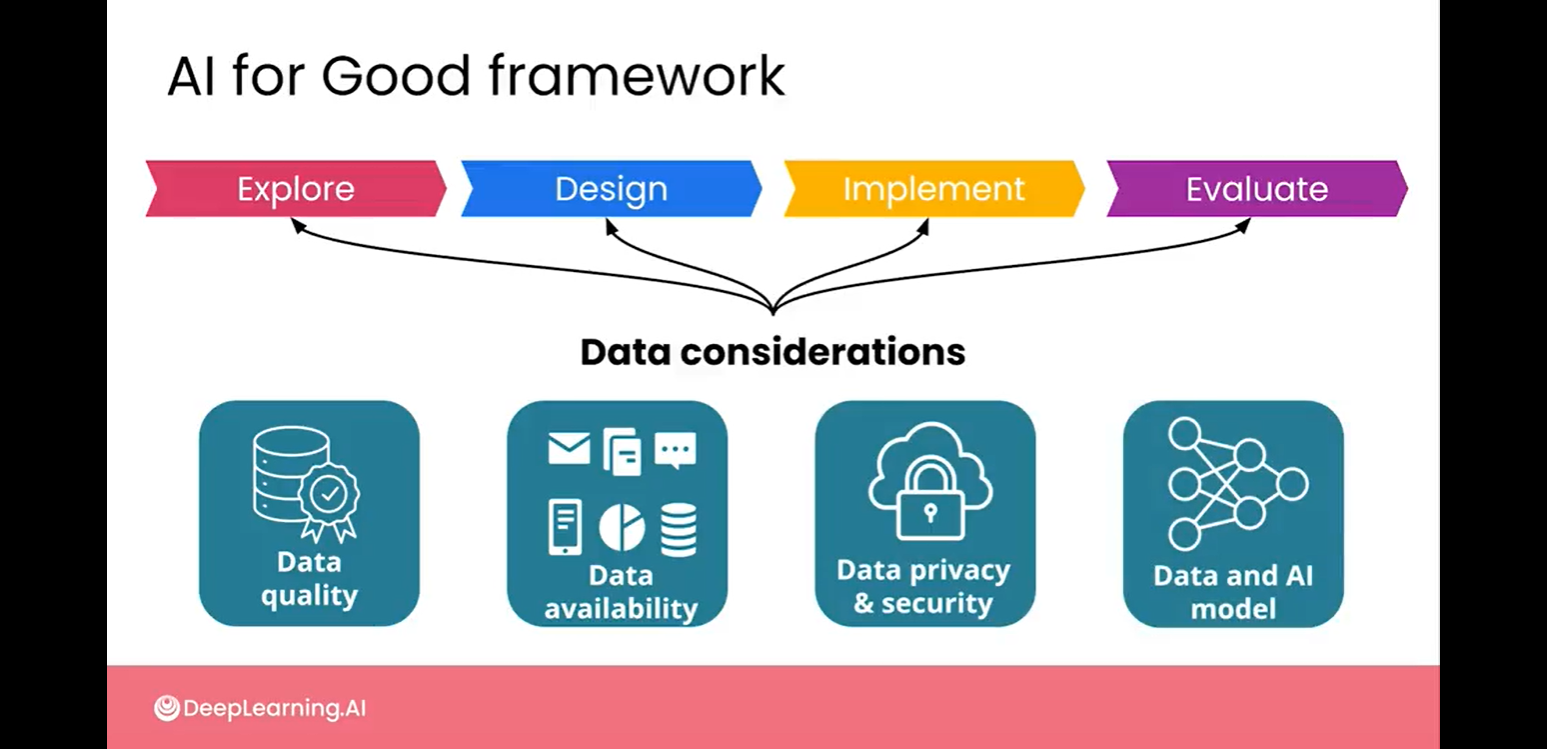 AI for Good framework
Explore
Design
Implement
Evaluate
Data considerations
Data
quality
Data
availability
Data privacy
& security
Data and AI
model
DeepLearning.AI